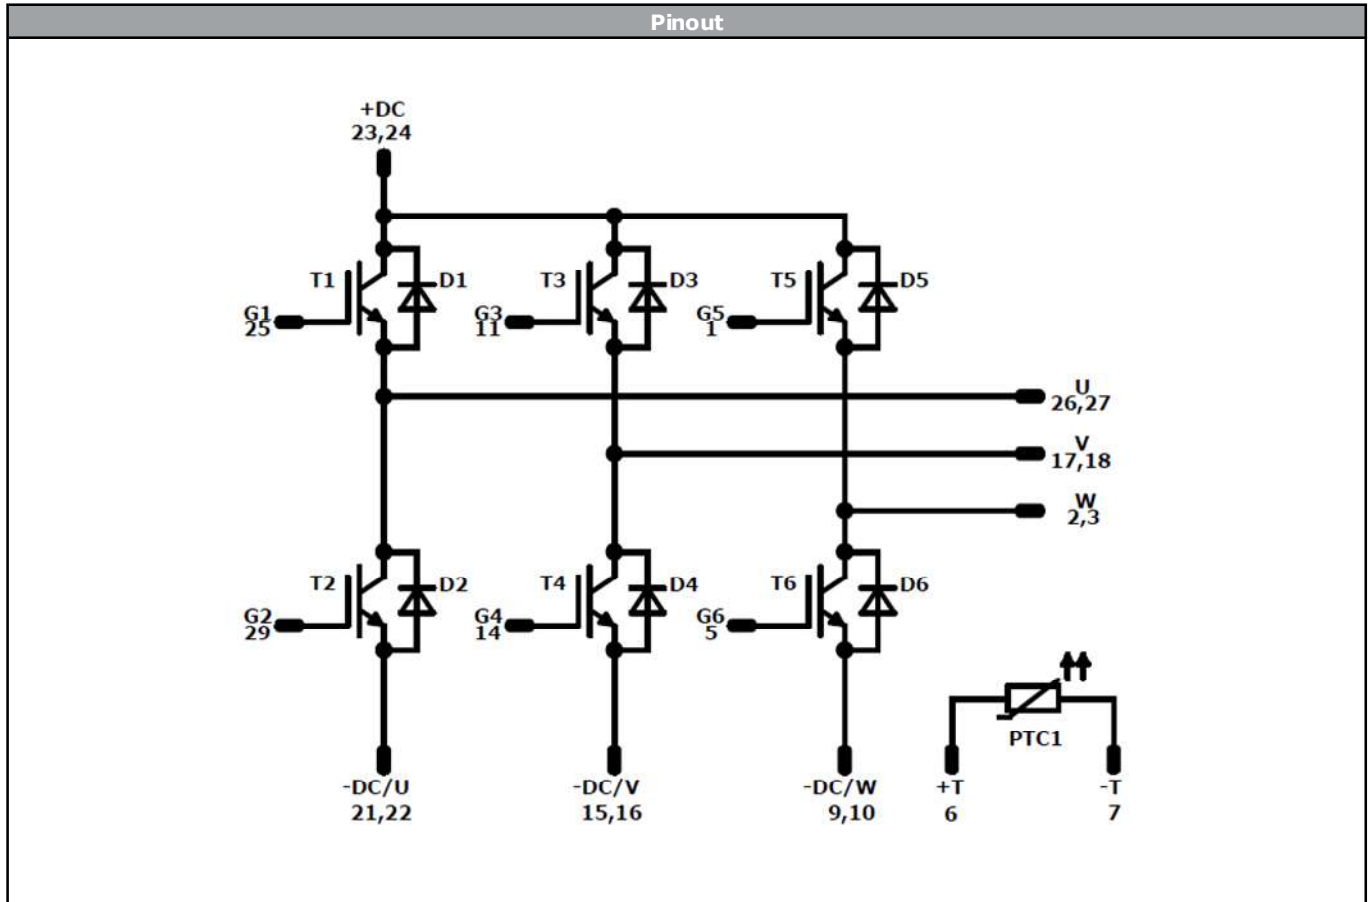 Pinout
+DC
23,24
T1
D1
T3
D3
T5
D5
G1
25
G3
11
G5
1
U
26,27
V
17,18
W
2,3
T2
D2
T4
D4
T6
D6
G2
29
G4
14
G6
5
PTC1
-DC/U
21,22
-DC/V
15,16
-DC/W
9,10
+T
6
-T
7